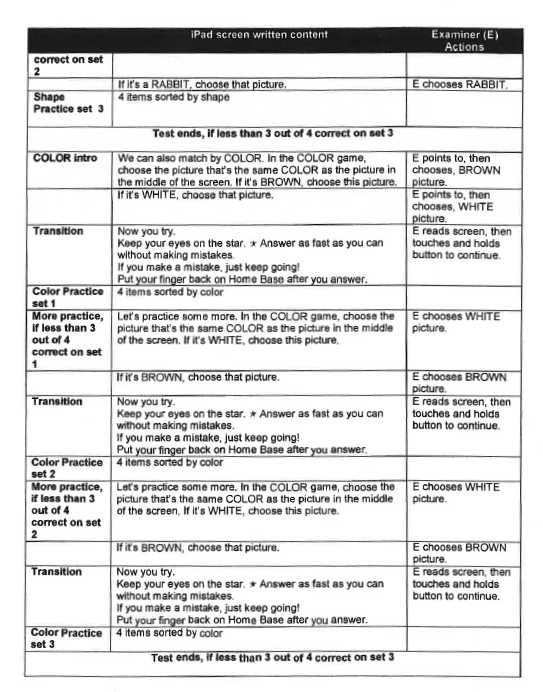 iPad screen written content Examiner (E)
Actions
correct on set
2
If it's a RABBIT, choose that picture. E chooses RABBIT.
Shape 4 items sorted by shape
Practice set 3
Test ends, if less than 3 out of 4 correct on set 3
COLOR intro We can also match by COLOR. In the COLOR game, E points to, then
choose the picture that's the same COLOR as the picture in chooses, BROWN
the middle of the screen. If it's BROWN, choose this picture. picture.
If it's WHITE, choose that picture. E points to, then
chooses, WHITE
picture.
Transition Now you try. E reads screen, then
Keep your eyes on the star. ★ Answer as fast as you can touches and holds
without making mistakes. button to continue.
If you make a mistake, just keep going!
Put your finger back on Home Base after you answer.
Color Practice 4 items sorted by color
set 1
More practice, Let's practice some more. In the COLOR game, choose the E chooses WHITE
if less than 3 picture that's the same COLOR as the picture in the middle picture.
out of 4 of the screen. If it's WHITE, choose this picture.
correct on set
1
If it's BROWN, choose that picture. E chooses BROWN
picture.
Transition Now you try. E reads screen, then
Keep your eyes on the star. ★ Answer as fast as you can touches and holds
without making mistakes. button to continue.
If you make a mistake, just keep going!
Put your finger back on Home Base after you answer.
Color Practice 4 items sorted by color
set 2
More practice, Let's practice some more. In the COLOR game, choose the E chooses WHITE
if less than 3 picture that's the same COLOR as the picture in the middle picture.
out of 4 of the screen. If it's WHITE, choose this picture.
correct on set
2
If it's BROWN, choose that picture. E chooses BROWN
picture.
Transition Now you try. E reads screen, then
Keep your eyes on the star. ★ Answer as fast as you can touches and holds
without making mistakes. button to continue.
If you make a mistake, just keep going!
Put your finger back on Home Base after you answer.
Color Practice 4 items sorted by color
set 3
Test ends, if less than 3 out of 4 correct on set 3